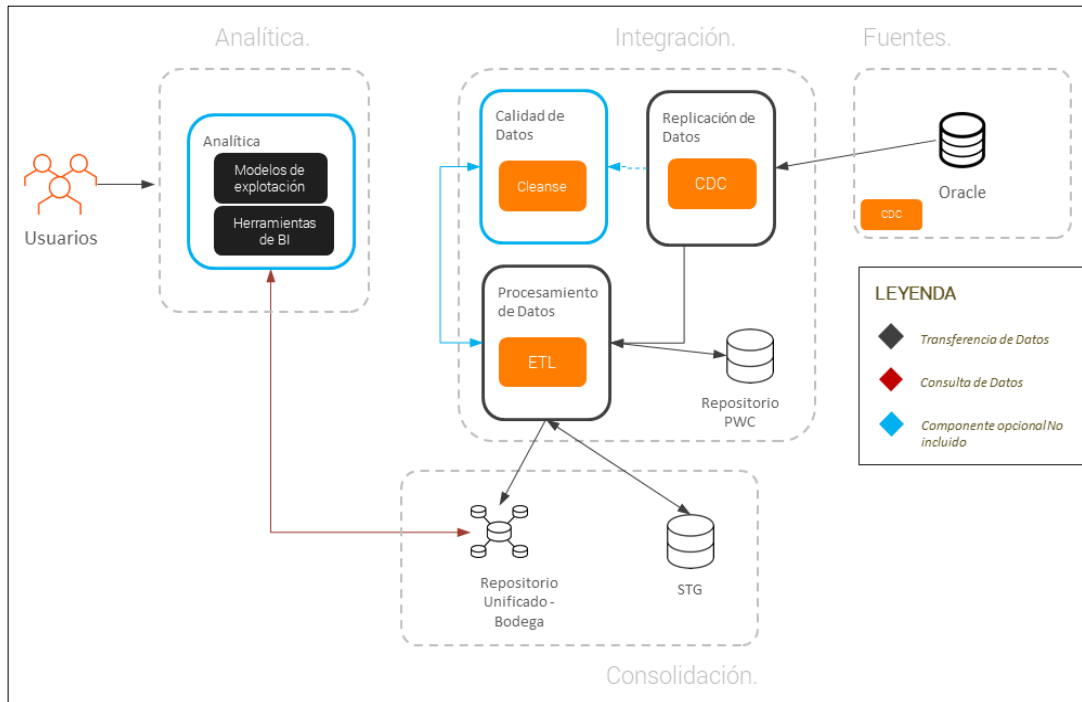 Analítica.
Integración.
Fuentes.
Usuarios
Analítica
Modelos de
explotación
Herramientas
de BI
Calidad de
Datos
Cleanse
Replicación de
Datos
CDC
Oracle
CDC
Procesamiento
de Datos
ETL
Repositorio
PWC
LEYENDA
Transferencia de Datos
Consulta de Datos
Componente opcional No
incluido
Repositorio
Unificado -
Bodega
STG
Consolidación.